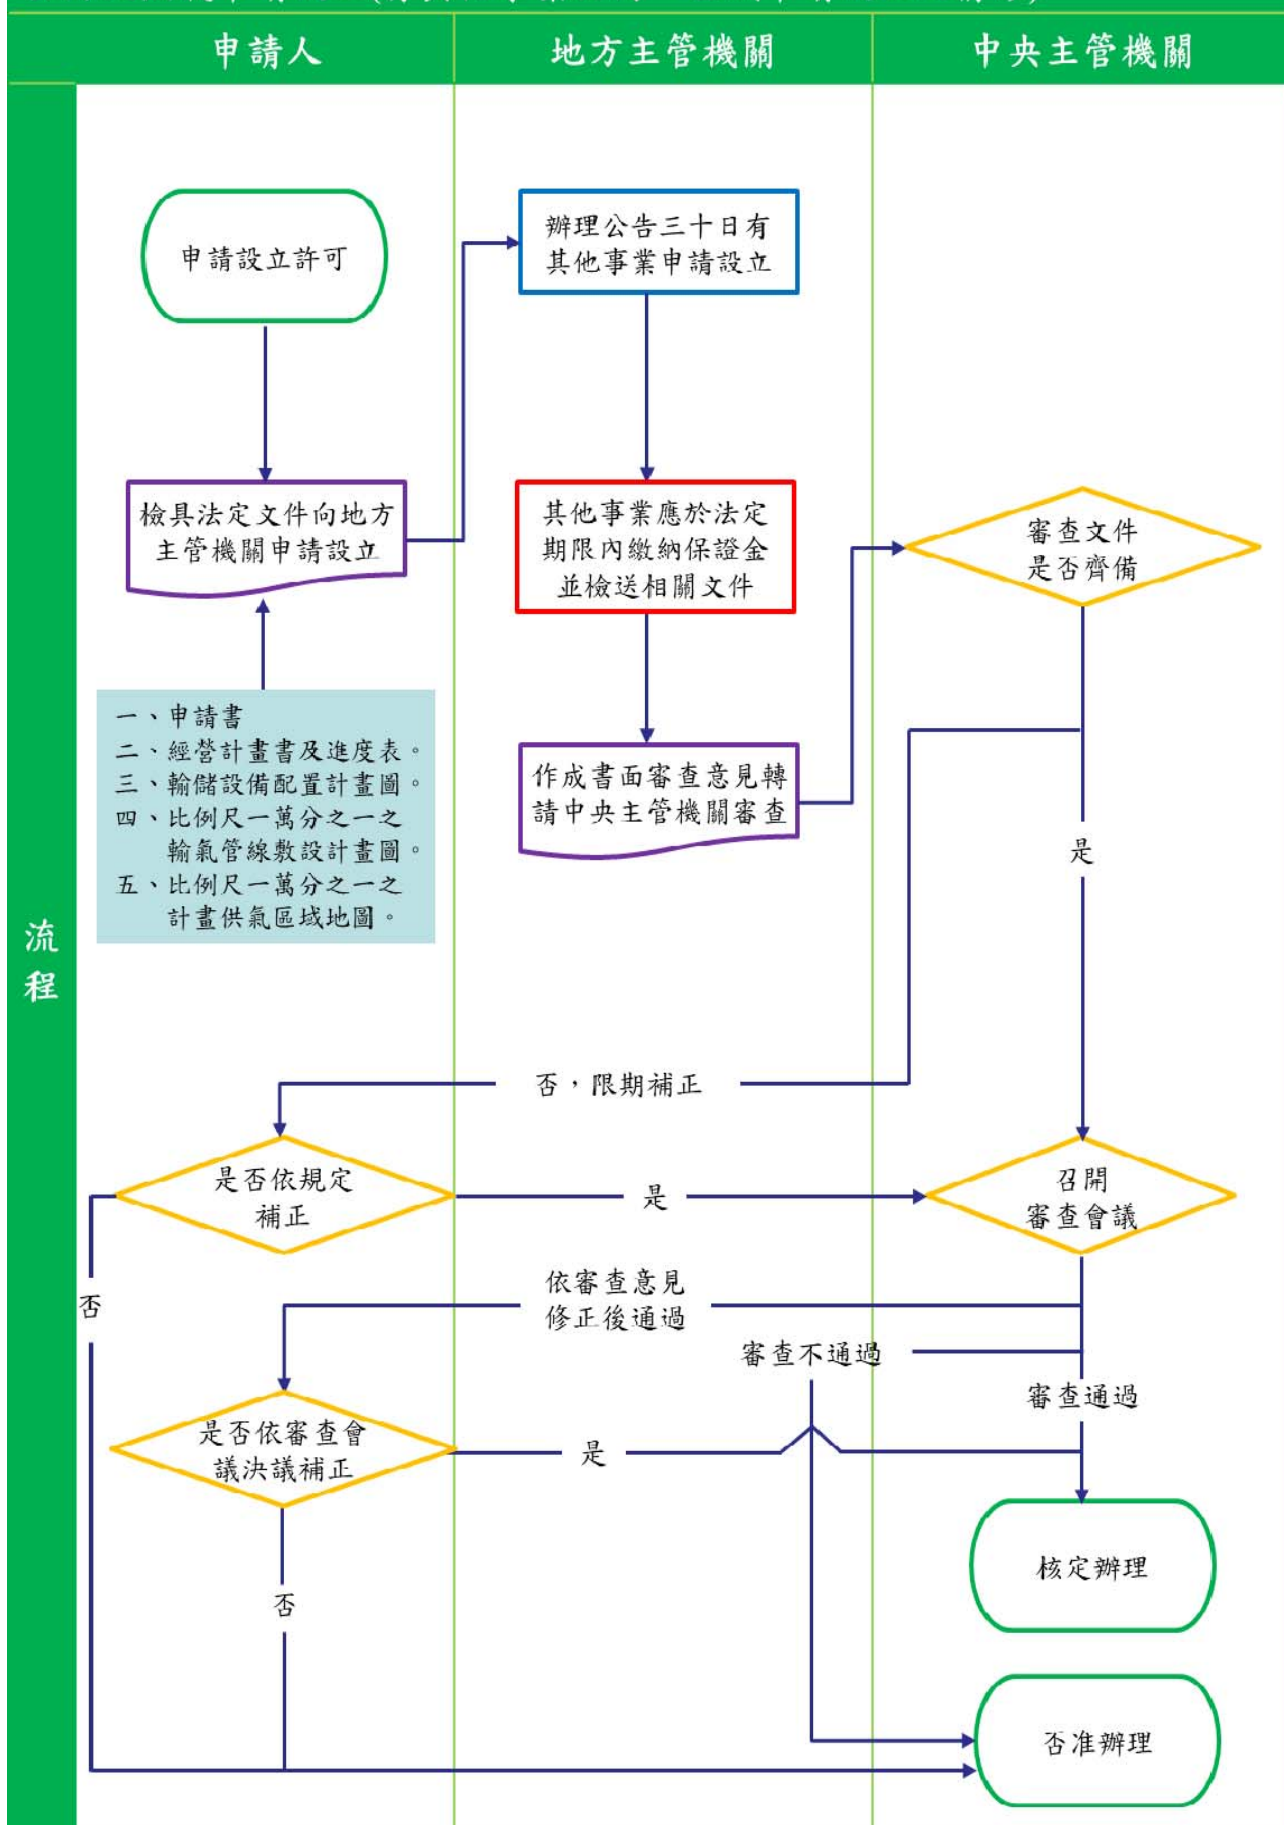 申請人
地方主管機關
中央主管機關
流
程
申請設立許可
辦理公告三十日有
其他事業申請設立
檢具法定文件向地方
主管機關申請設立
其他事業應於法定
期限內繳納保證金
並檢送相關文件
審查文件
是否齊備
一、申請書
二、經營計畫書及進度表。
三、輸儲設備配置計畫圖。
四、比例尺一萬分之一之
輸氣管線敷設計畫圖。
五、比例尺一萬分之一之
計畫供氣區域地圖。
作成書面審查意見轉
請中央主管機關審查
是
否，限期補正
是否依規定
補正
是
召開
審查會議
否
依審查意見
修正後通過
審查不通過
審查通過
是否依審查會
議決議補正
是
否
核定辦理
否准辦理